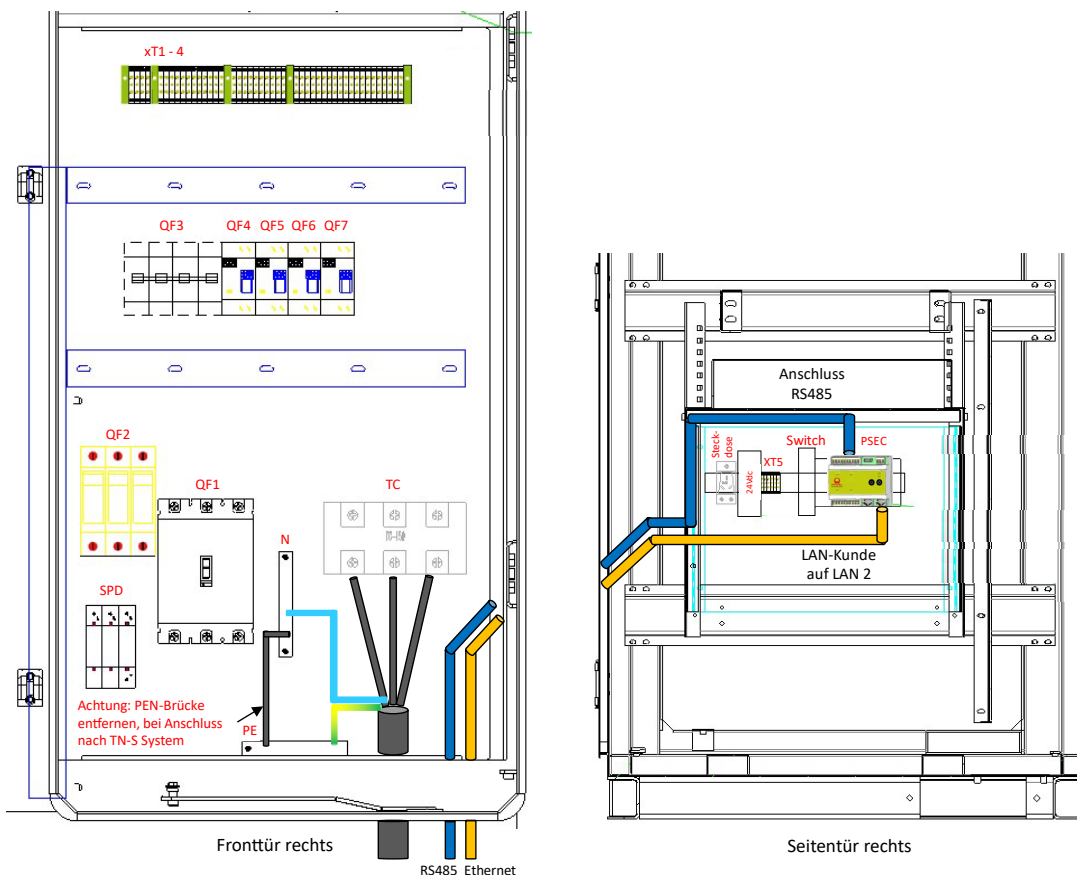 xT1 - 4
QF3 QF4 QF5 QF6 QF7
QF2
QF1
TC
N
SPD
Achtung: PEN-Brücke
entfernen, bei Anschluss
nach TN-S System
PE
Fronttür rechts
RS485 Ethernet
Anschluss
RS485
Steck-
dose
24Vdc
XT5
Switch
PSEC
LAN-Kunde
auf LAN 2
Seitentür rechts